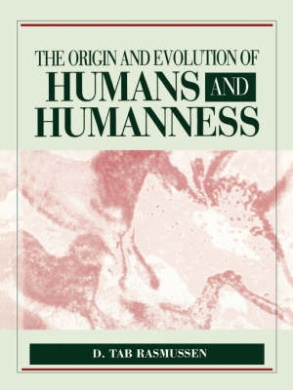 THE ORIGIN AND EVOLUTION OF
HUMANS AND
HUMANNESS
D. TAB RASMUSSEN